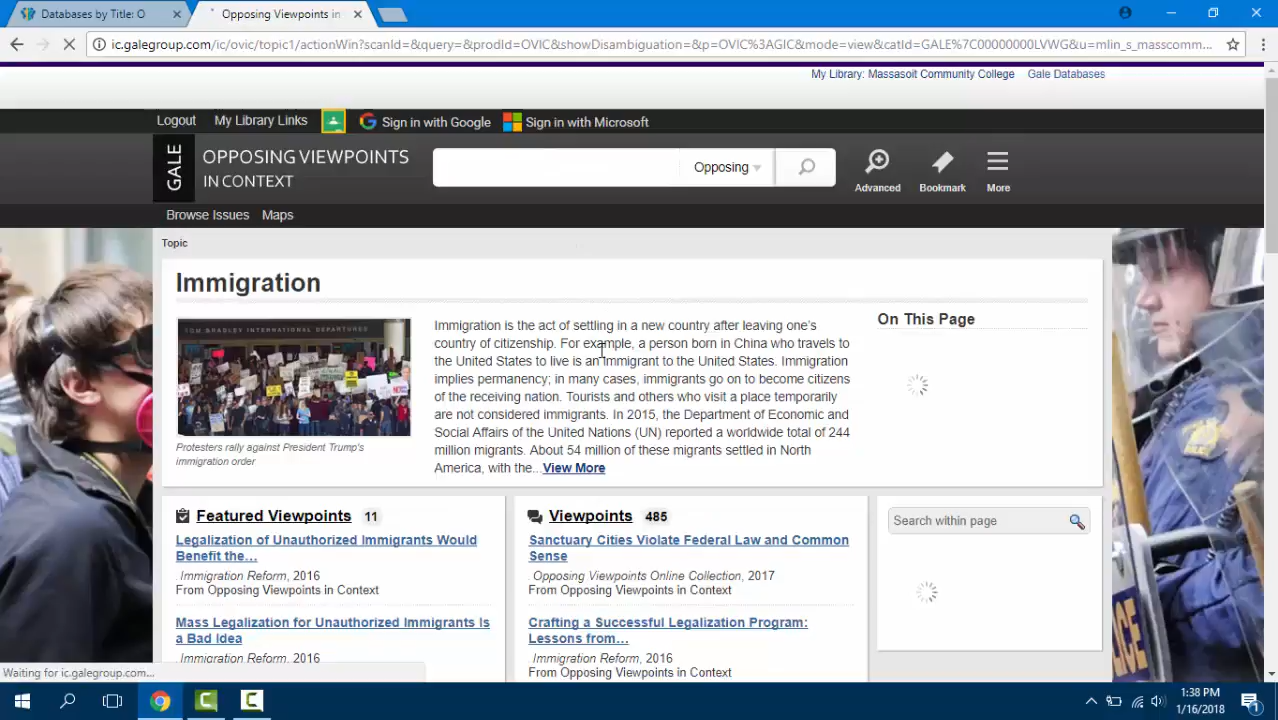 Databases by Title: O
Opposing Viewpoints in
ic.galegroup.com/ic/ovic/topic1/actionWin?scanId=&query=&prodId=OVIC&showDisambiguation=&p=OVIC%3AGIC&mode=view&catId=GALE%7C00000000LVWG&u=mlin_s_masscomm...
My Library: Massasoit Community College Gale Databases
Logout My Library Links Sign in with Google Sign in with Microsoft
GALE
OPPOSING VIEWPOINTS
IN CONTEXT
Opposing
Advanced Bookmark More
Browse Issues Maps
Topic
Immigration
TOM BRADLEY INTERNATIONAL DEPARTURES
Protesters rally against President Trump's
immigration order
Immigration is the act of settling in a new country after leaving one's
country of citizenship. For example, a person born in China who travels to
the United States to live is an immigrant to the United States. Immigration
implies permanency; in many cases, immigrants go on to become citizens
of the receiving nation. Tourists and others who visit a place temporarily
are not considered immigrants. In 2015, the Department of Economic and
Social Affairs of the United Nations (UN) reported a worldwide total of 244
million migrants. About 54 million of these migrants settled in North
America, with the...View More
On This Page
Featured Viewpoints 11
Legalization of Unauthorized Immigrants Would
Benefit the…
. Immigration Reform, 2016
From Opposing Viewpoints in Context
Mass Legalization for Unauthorized Immigrants Is
a Bad Idea
. Immigration Reform, 2016
Viewpoints 485
Sanctuary Cities Violate Federal Law and Common
Sense
. Opposing Viewpoints Online Collection, 2017
From Opposing Viewpoints in Context
Crafting a Successful Legalization Program:
Lessons from…
. Immigration Reform, 2016
From Opposing Viewpoints in Context
Search within page
POLICE
Waiting for ic.galegroup.com...
1:38 PM
1/16/2018
1